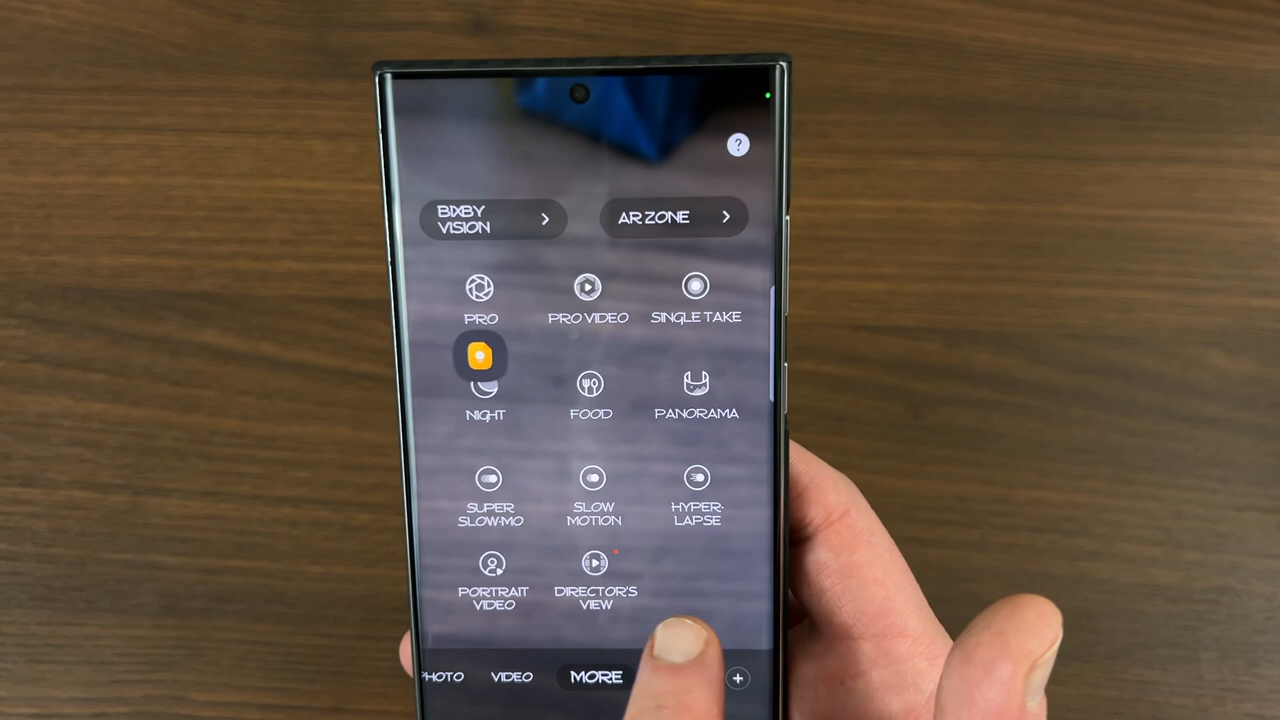 ?
BIXBY
VISION
AR ZONE
PRO
PRO VIDEO
SINGLE TAKE
NIGHT
FOOD
PANORAMA
SUPER
SLOW-MO
SLOW
MOTION
HYPER-
LAPSE
PORTRAIT
VIDEO
DIRECTOR'S
VIEW
PHOTO
VIDEO
MORE
+